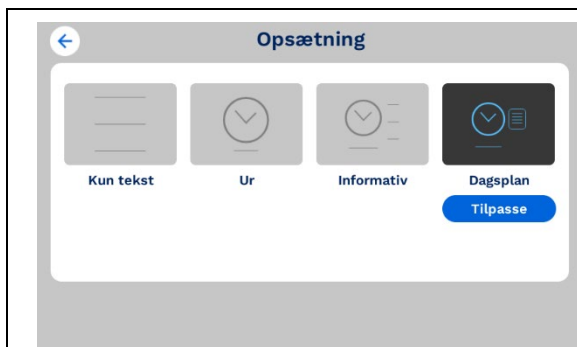 Opsætning
Kun tekst
Ur
Informativ
Dagsplan
Tilpasse